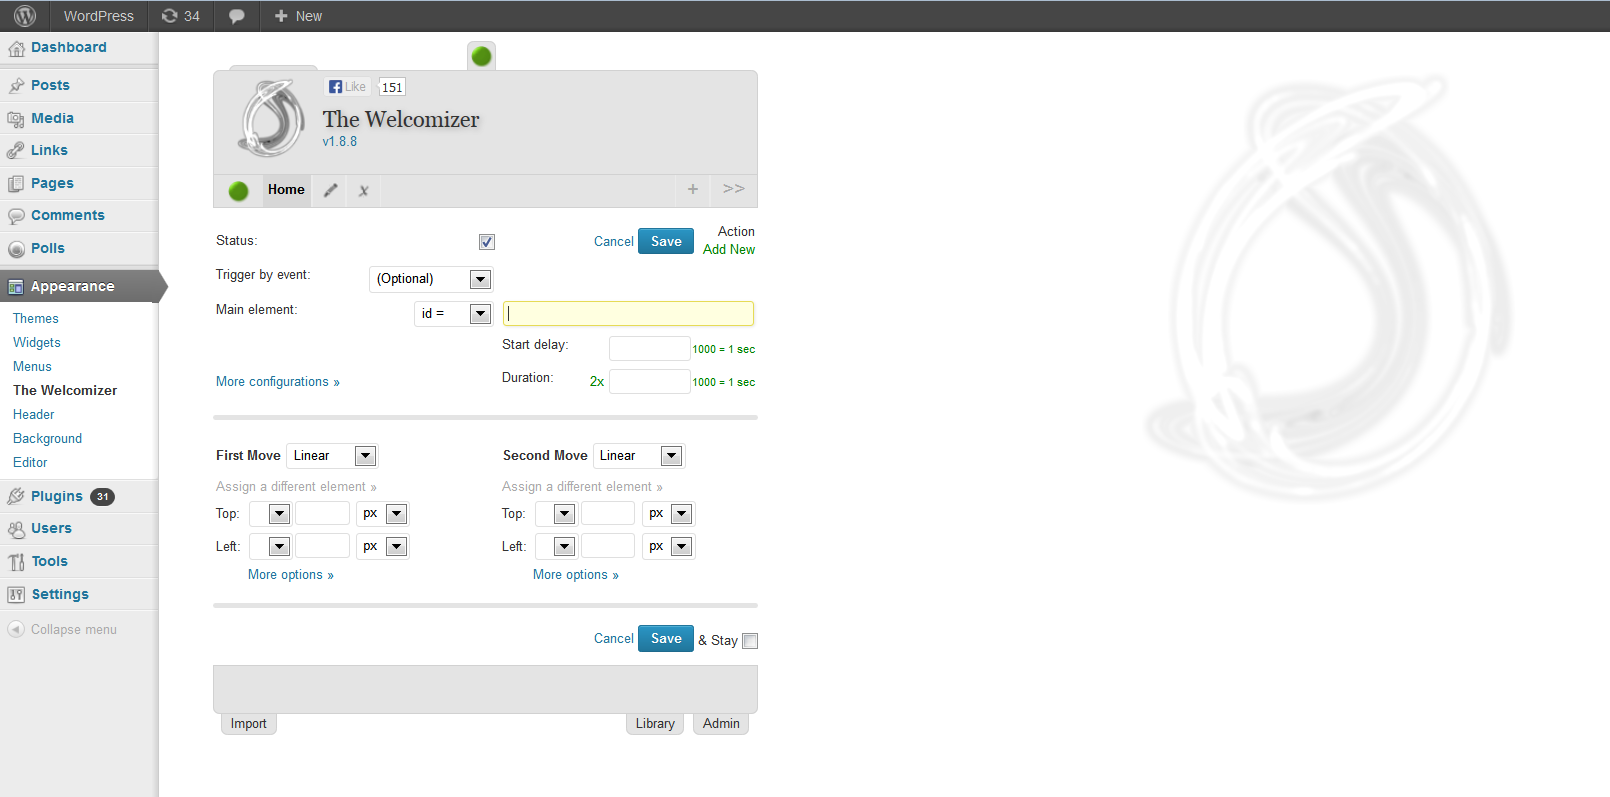 WordPress 34 New
Dashboard
Posts
Media
Links
Pages
Comments
Polls
Appearance
Themes
Widgets
Menus
The Welcomizer
Header
Background
Editor
Plugins 31
Users
Tools
Settings
Collapse menu
Like 151
The Welcomizer
v1.8.8
Home x + >>
Status: Cancel Save Action
Add New
Trigger by event: (Optional)
Main element: id =
Start delay: 1000 = 1 sec
More configurations » Duration: 2x 1000 = 1 sec
First Move Linear Second Move Linear
Assign a different element » Assign a different element »
Top: px Top: px
Left: px Left: px
More options » More options »
Cancel Save & Stay
Import Library Admin